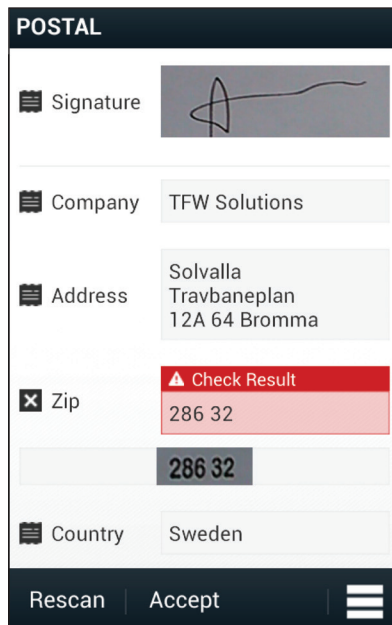 POSTAL
Signature
Company
TFW Solutions
Address
Solvalla
Travbaneplan
12A 64 Bromma
Check Result
Zip
286 32
286 32
Country
Sweden
Rescan
Accept